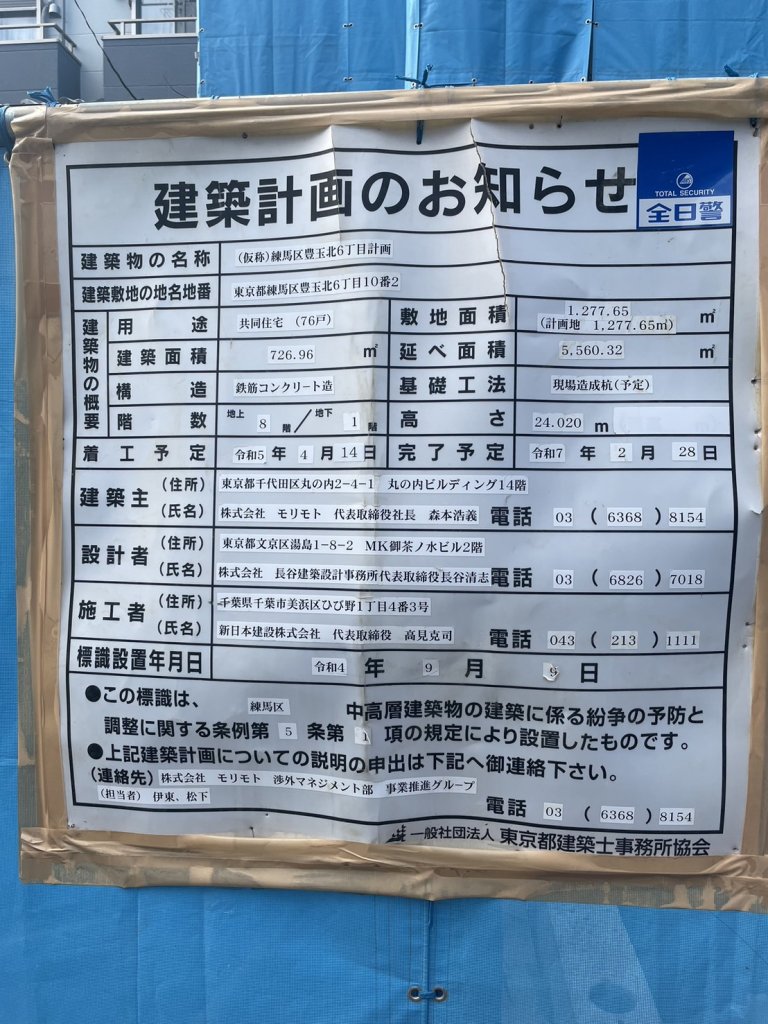 建築計画のお知らせ
TOTAL SECURITY
全日警
建築物の名称 (仮称)練馬区豊玉北6丁目計画
建築敷地の地名地番 東京都練馬区豊玉北6丁目10番2
建築物の概要
用途 共同住宅 (76戸) 敷地面積 1,277.65 (計画地 1,277.65㎡) ㎡
建築面積 726.96 ㎡ 延べ面積 5,560.32 ㎡
構造 鉄筋コンクリート造 基礎工法 現場造成杭(予定)
階数 地上 8 階/地下 1 階 高さ 24.020 m
着工予定 令和5年4月14日 完了予定 令和7年2月28日
建築主 (住所) 東京都千代田区丸の内2-4-1 丸の内ビルディング14階
(氏名) 株式会社 モリモト 代表取締役社長 森本浩義 電話 03 (6368) 8154
設計者 (住所) 東京都文京区湯島1-8-2 MK御茶ノ水ビル2階
(氏名) 株式会社 長谷建築設計事務所代表取締役長谷清志 電話 03 (6826) 7018
施工者 (住所) 千葉県千葉市美浜区ひび野1丁目4番3号
(氏名) 新日本建設株式会社 代表取締役 高見克司 電話 043 (213) 1111
標識設置年月日 令和4年9月9日
●この標識は、 練馬区 中高層建築物の建築に係る紛争の予防と
調整に関する条例第5条第1項の規定により設置したものです。
●上記建築計画についての説明の申出は下記へ御連絡下さい。
(連絡先) 株式会社 モリモト 渉外マネジメント部 事業推進グループ
(担当者) 伊東、松下 電話 03 (6368) 8154
一般社団法人 東京都建築士事務所協会